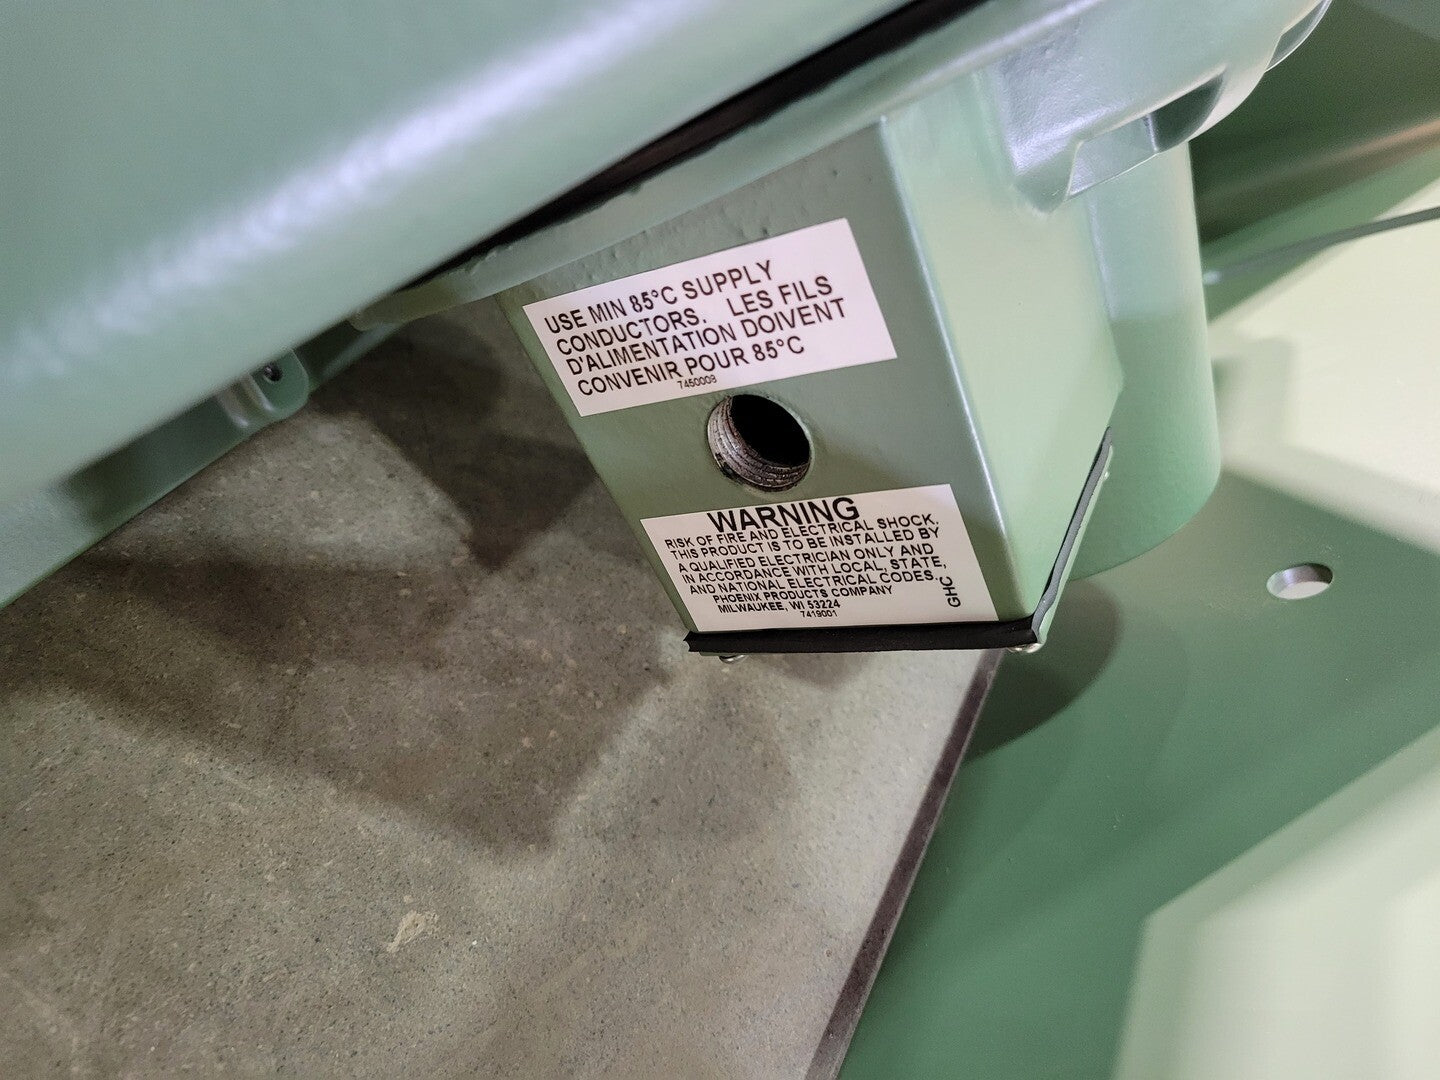 USE MIN 85°C SUPPLY
CONDUCTORS. LES FILS
D'ALIMENTATION DOIVENT
CONVENIR POUR 85°C
7450009
WARNING
RISK OF FIRE AND ELECTRICAL SHOCK,
THIS PRODUCT IS TO BE INSTALLED BY
A QUALIFIED ELECTRICIAN ONLY AND
IN ACCORDANCE WITH LOCAL, STATE,
AND NATIONAL ELECTRICAL CODES.
PHOENIX PRODUCTS COMPANY
MILWAUKEE, WI 53224
7419001
GHC